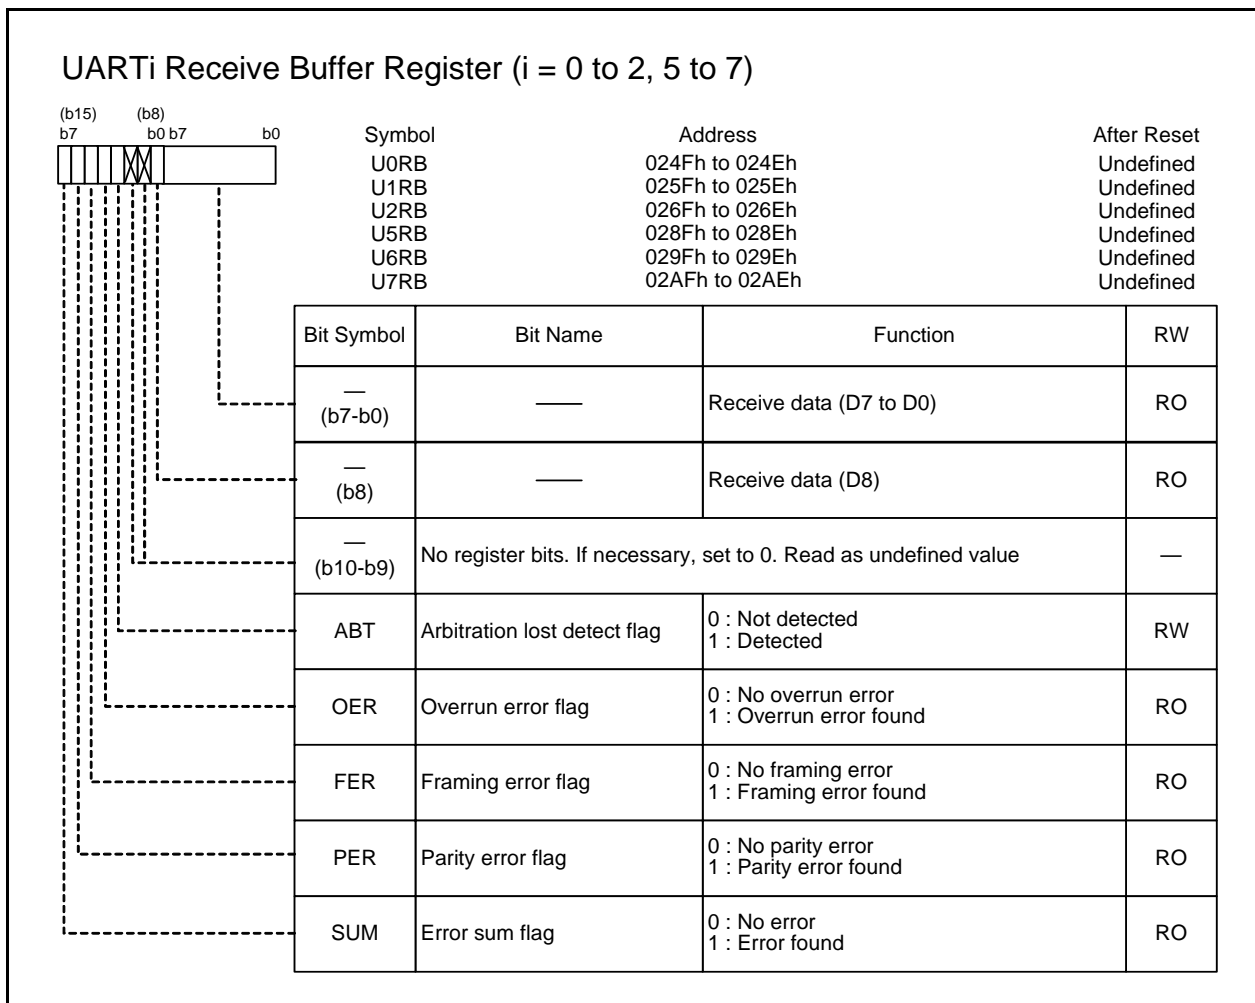 UARTi Receive Buffer Register (i = 0 to 2, 5 to 7)
(b15) (b8)
b7 b0 b7 b0
Symbol Address After Reset
U0RB 024Fh to 024Eh Undefined
U1RB 025Fh to 025Eh Undefined
U2RB 026Fh to 026Eh Undefined
U5RB 028Fh to 028Eh Undefined
U6RB 029Fh to 029Eh Undefined
U7RB 02AFh to 02AEh Undefined
Bit Symbol Bit Name Function RW
—
(b7-b0) —— Receive data (D7 to D0) RO
—
(b8) —— Receive data (D8) RO
—
(b10-b9) No register bits. If necessary, set to 0. Read as undefined value —
ABT Arbitration lost detect flag 0 : Not detected RW
1 : Detected
OER Overrun error flag 0 : No overrun error RO
1 : Overrun error found
FER Framing error flag 0 : No framing error RO
1 : Framing error found
PER Parity error flag 0 : No parity error RO
1 : Parity error found
SUM Error sum flag 0 : No error RO
1 : Error found